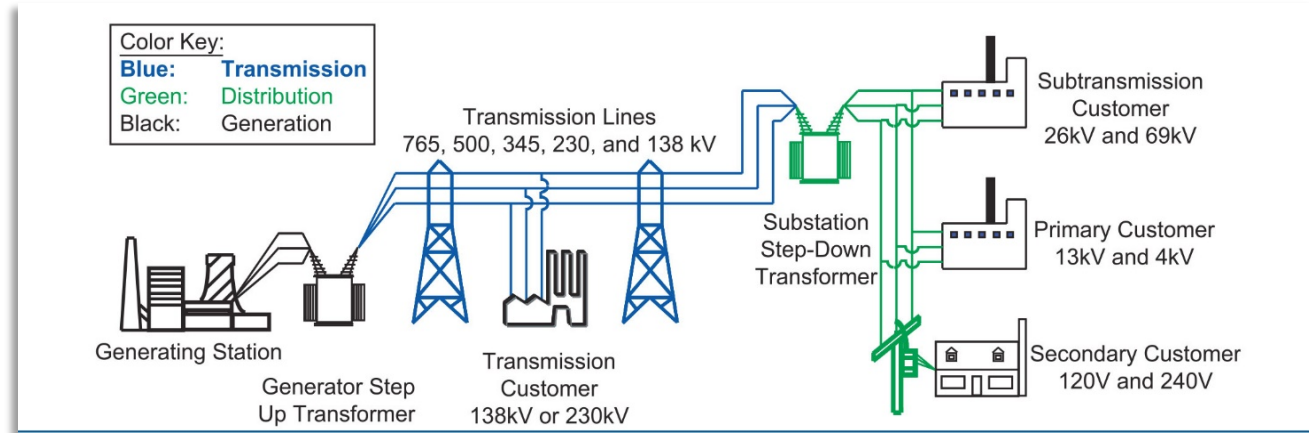 Color Key:
Blue: Transmission
Green: Distribution
Black: Generation
Transmission Lines
765, 500, 345, 230, and 138 kV
Subtransmission
Customer
26kV and 69kV
Substation
Step-Down
Transformer
Primary Customer
13kV and 4kV
Generating Station
Generator Step
Up Transformer
Transmission
Customer
138kV or 230kV
Secondary Customer
120V and 240V